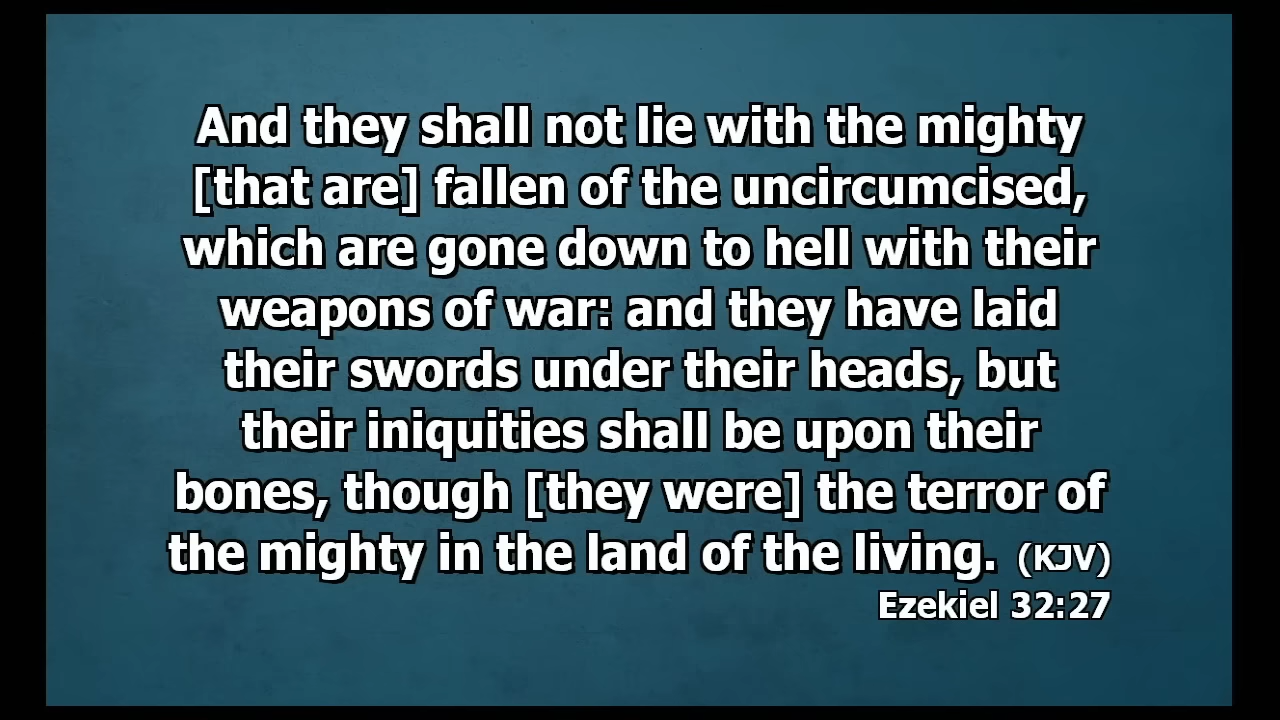 And they shall not lie with the mighty
[that are] fallen of the uncircumcised,
which are gone down to hell with their
weapons of war: and they have laid
their swords under their heads, but
their iniquities shall be upon their
bones, though [they were] the terror of
the mighty in the land of the living. (KJV)
Ezekiel 32:27